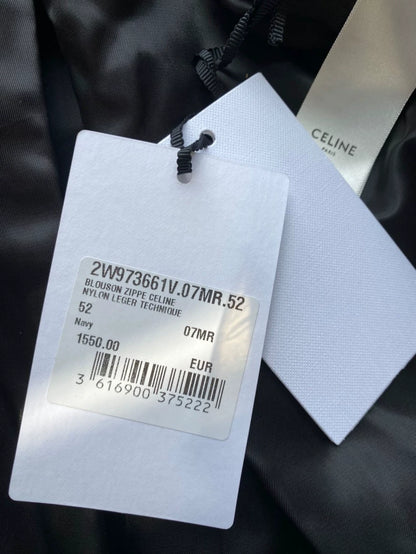 CELINE
PARIS
2W973661V.07MR.52
BLOUSON ZIPPE CELINE
NYLON LEGER TECHNIQUE
52
Navy 07MR
1550.00 EUR
3 616900 375222